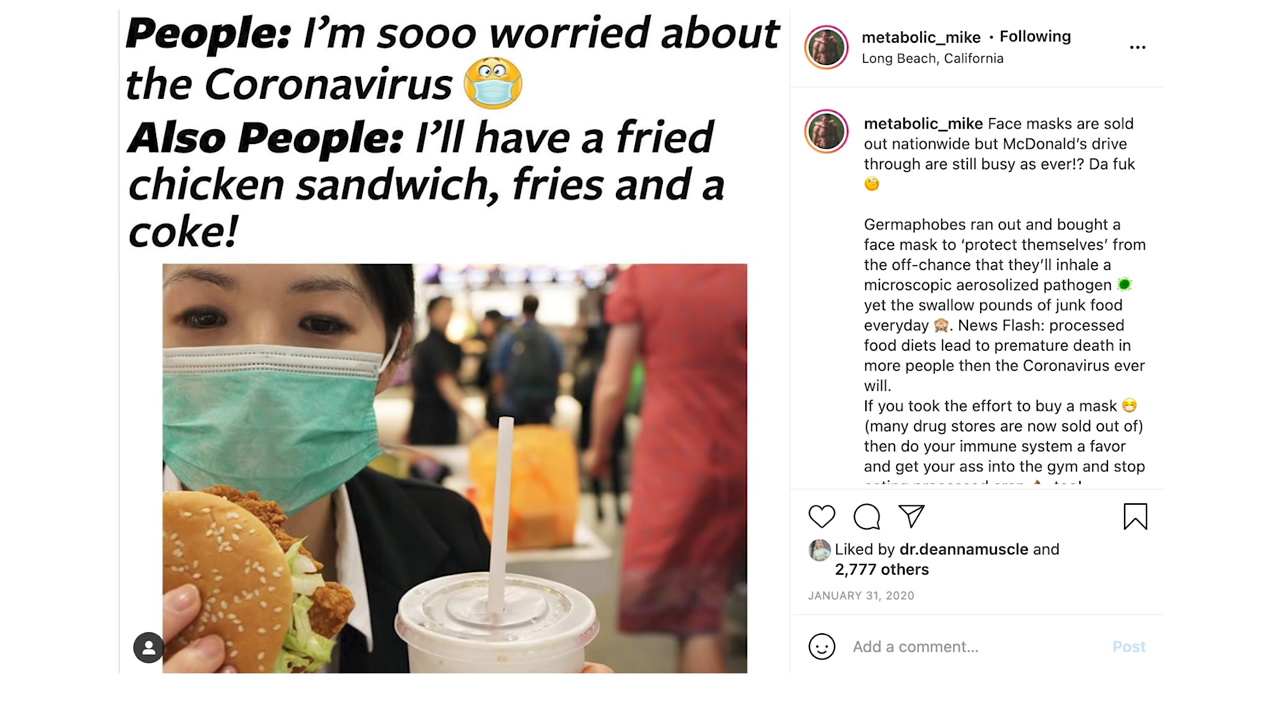 People: I'm sooo worried about
the Coronavirus 😷
Also People: I'll have a fried
chicken sandwich, fries and a
coke!
metabolic_mike • Following
Long Beach, California
metabolic_mike Face masks are sold
out nationwide but McDonald's drive
through are still busy as ever!? Da fuk
🧐
Germaphobes ran out and bought a
face mask to 'protect themselves' from
the off-chance that they'll inhale a
microscopic aerosolized pathogen
yet the swallow pounds of junk food
everyday 🙈. News Flash: processed
food diets lead to premature death in
more people then the Coronavirus ever
will.
If you took the effort to buy a mask 😷
(many drug stores are now sold out of)
then do your immune system a favor
and get your ass into the gym and stop
Liked by dr.deannamuscle and
2,777 others
JANUARY 31, 2020
Add a comment...
Post